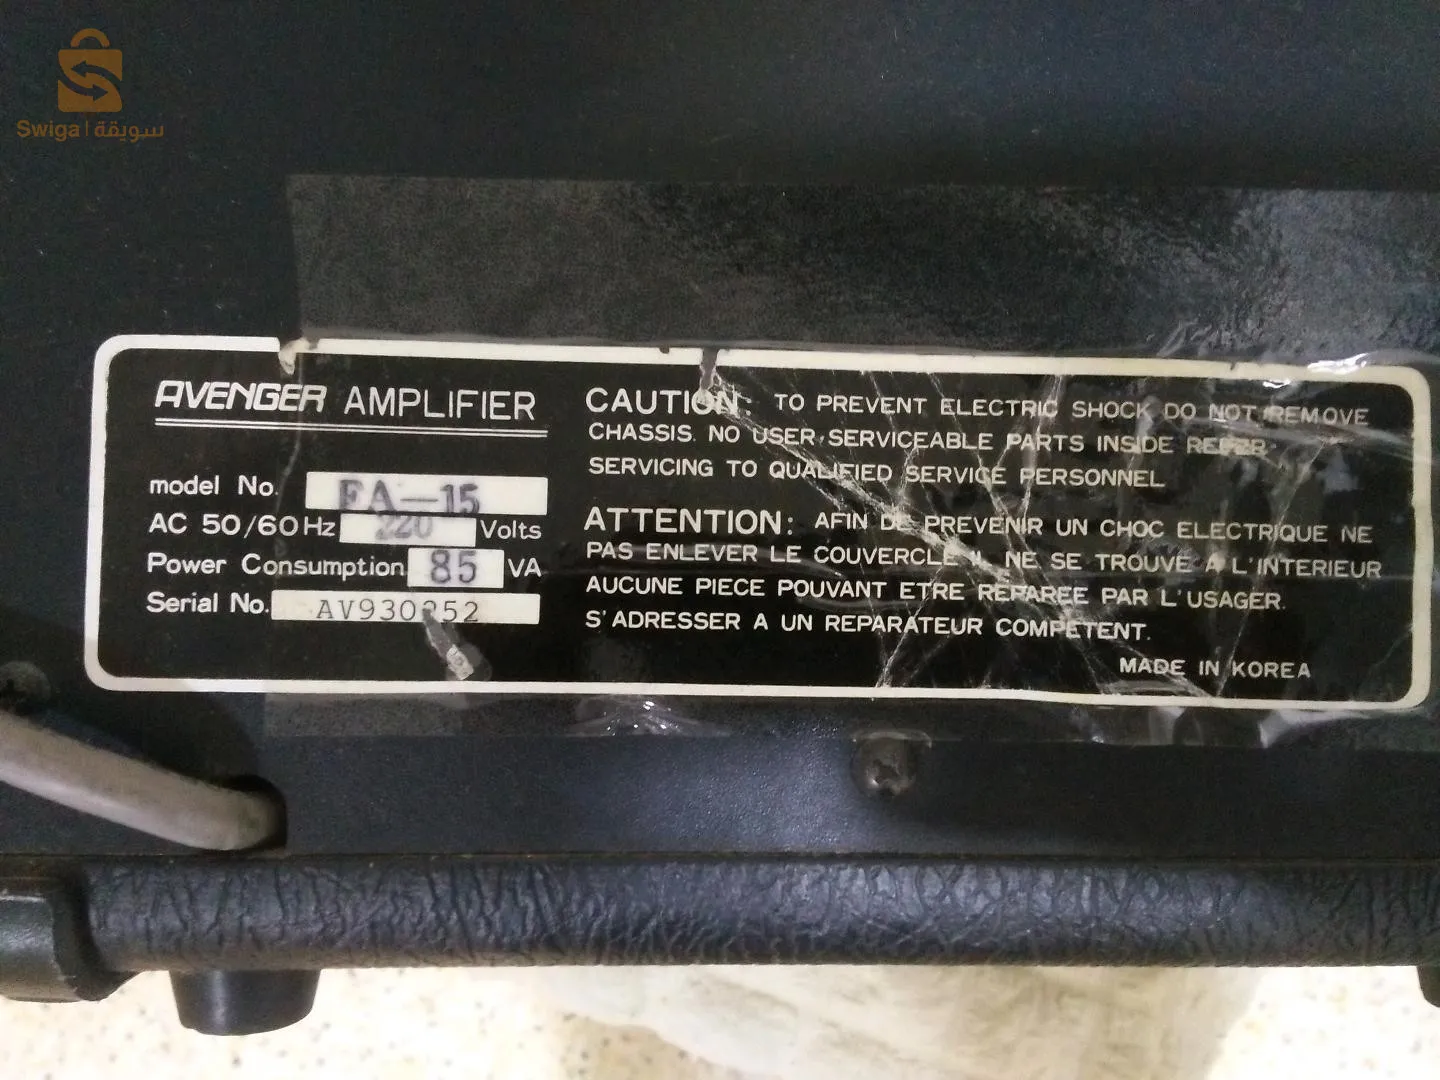 Swiga | سويقة
AVENGER AMPLIFIER
model No. EA-15
AC 50/60Hz 220 Volts
Power Consumption 85 VA
Serial No.
CAUTION: TO PREVENT ELECTRIC SHOCK DO NOT REMOVE
CHASSIS. NO USER-SERVICEABLE PARTS INSIDE REFER
SERVICING TO QUALIFIED SERVICE PERSONNEL
ATTENTION: AFIN DE PREVENIR UN CHOC ELECTRIQUE NE
PAS ENLEVER LE COUVERCLE IL NE SE TROUVE A L'INTERIEUR
AUCUNE PIECE POUVANT ETRE REPAREE PAR L'USAGER.
S'ADRESSER A UN REPARATEUR COMPETENT.
MADE IN KOREA